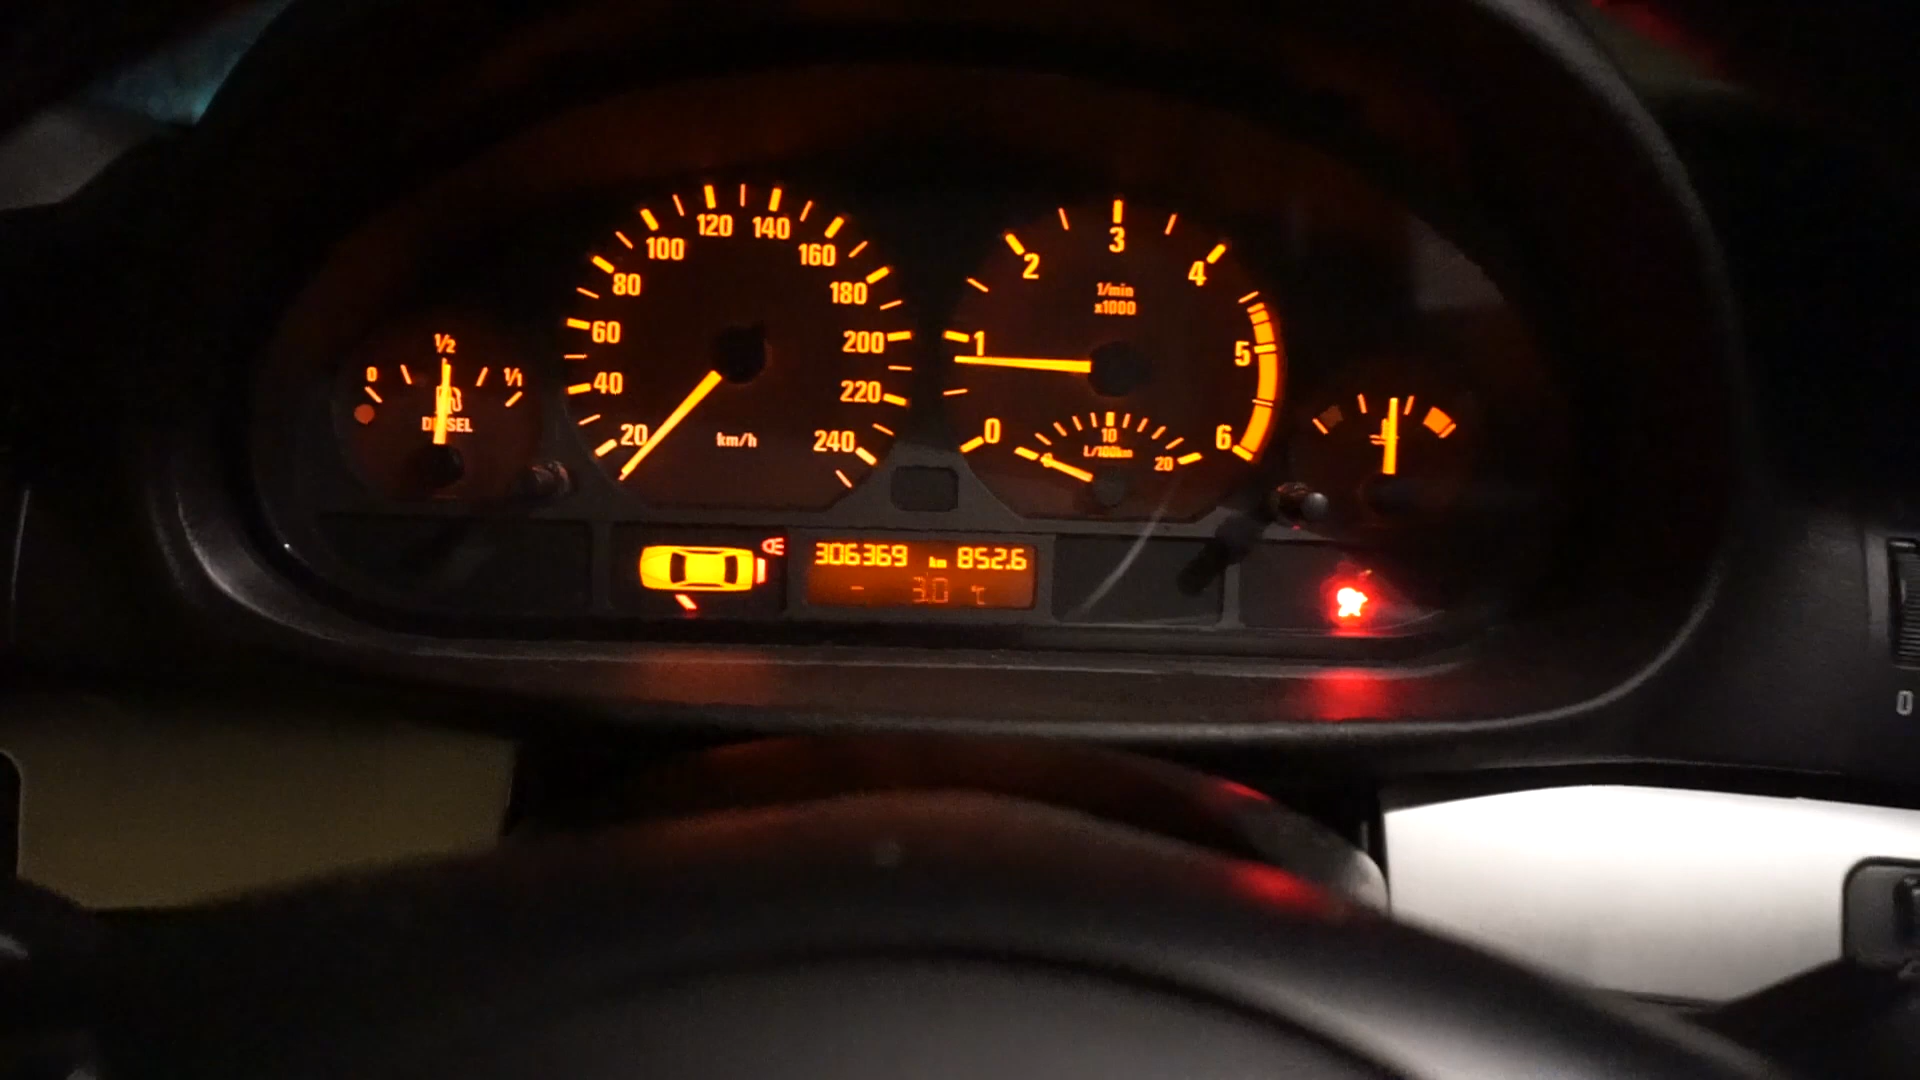 0 1/2 1/1
DIESEL
20 40 60 80 100 120 140 160 180 200 220 240
km/h
0 1 2 3 4 5 6
1/min
x1000
10 20
L/100km
306369 km 852.6
- 3.0 °C
0